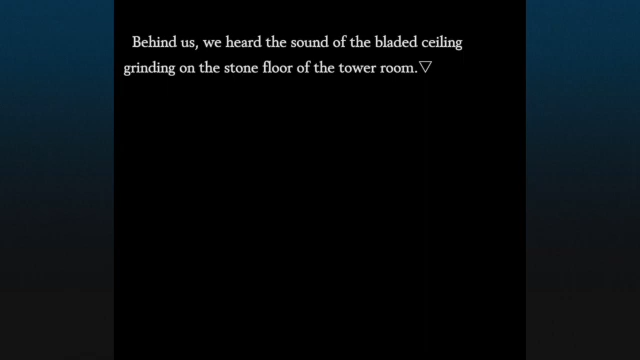 Behind us, we heard the sound of the bladed ceiling
grinding on the stone floor of the tower room.▽